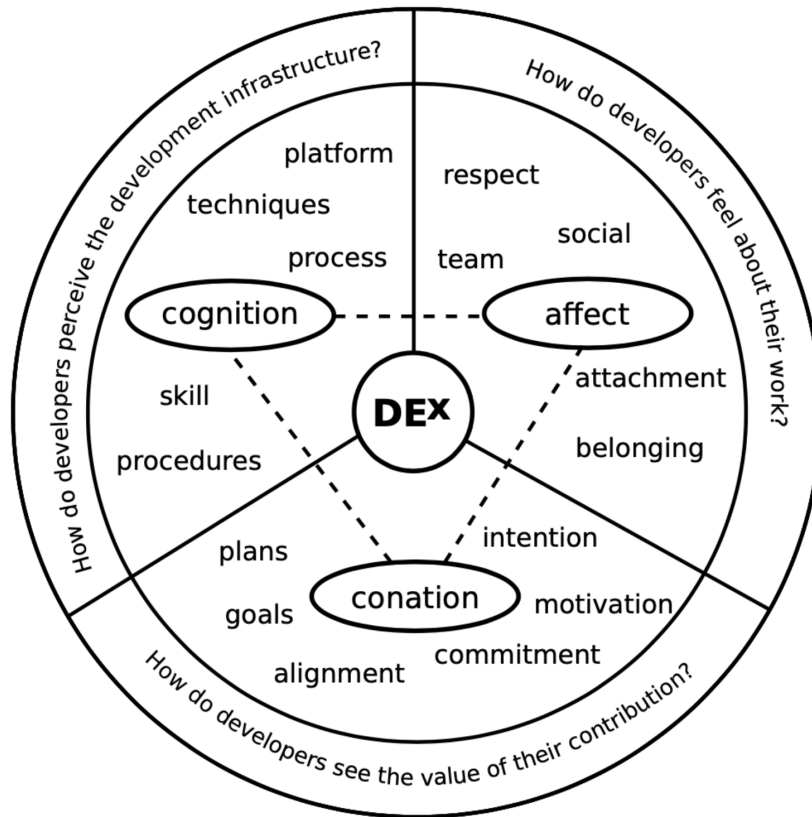 How do developers perceive the development infrastructure?
How do developers feel about their work?
platform
respect
techniques
social
process
team
cognition
affect
attachment
skill
DEx
belonging
procedures
intention
plans
conation
motivation
goals
commitment
alignment
How do developers see the value of their contribution?